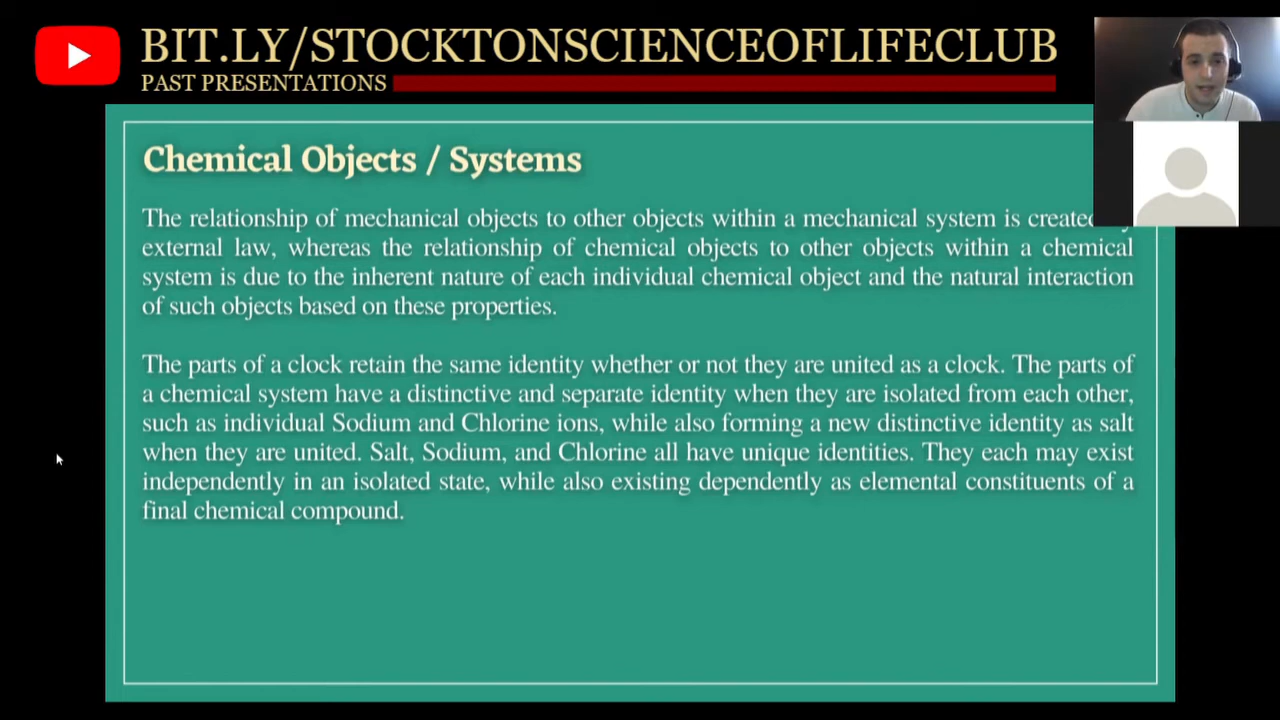 BIT.LY/STOCKTONSCIENCEOFLIFECLUB
PAST PRESENTATIONS
Chemical Objects / Systems
The relationship of mechanical objects to other objects within a mechanical system is created
external law, whereas the relationship of chemical objects to other objects within a chemical
system is due to the inherent nature of each individual chemical object and the natural interaction
of such objects based on these properties.
The parts of a clock retain the same identity whether or not they are united as a clock. The parts of
a chemical system have a distinctive and separate identity when they are isolated from each other,
such as individual Sodium and Chlorine ions, while also forming a new distinctive identity as salt
when they are united. Salt, Sodium, and Chlorine all have unique identities. They each may exist
independently in an isolated state, while also existing dependently as elemental constituents of a
final chemical compound.